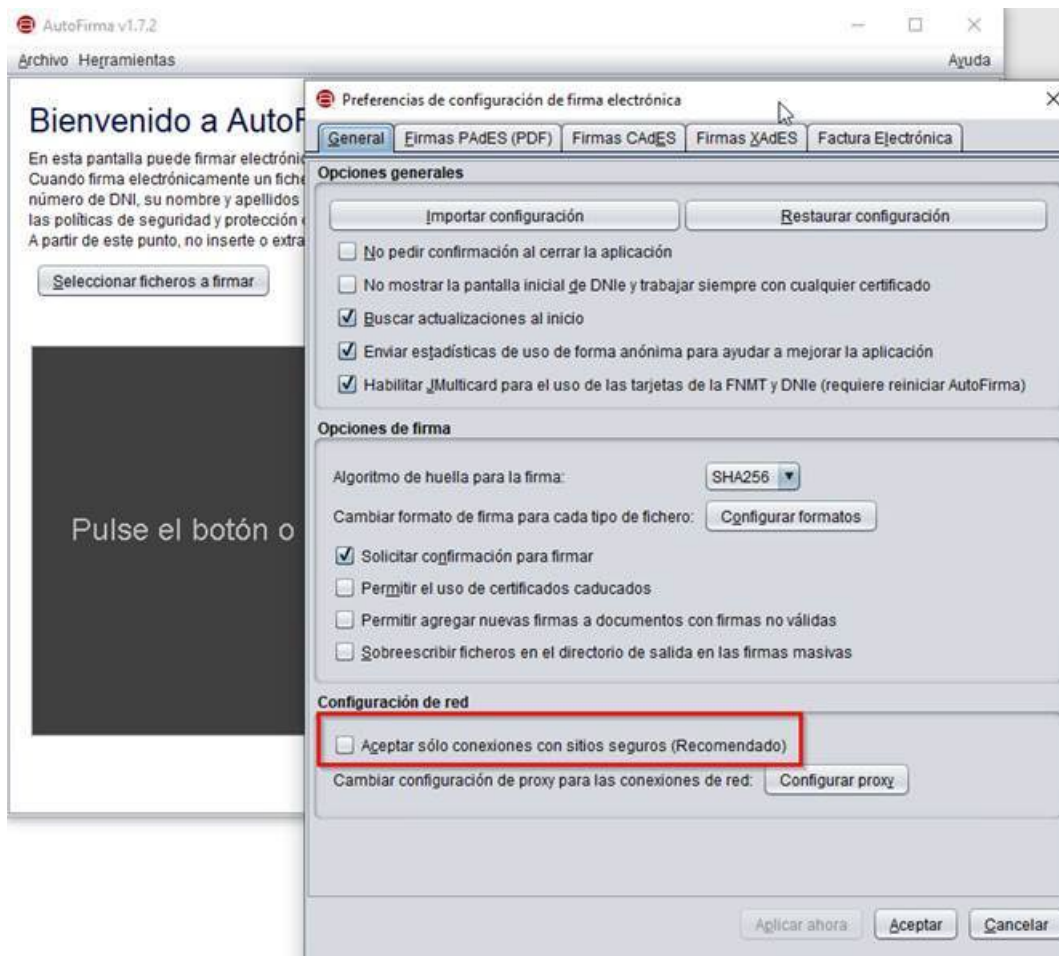 AutoFirma v1.7.2
Archivo Herramientas Ayuda
Bienvenido a AutoF
En esta pantalla puede firmar electrónic
Cuando firma electrónicamente un fiche
número de DNI, su nombre y apellidos
las políticas de seguridad y protección
A partir de este punto, no inserte o extra
Seleccionar ficheros a firmar
Pulse el botón o
Preferencias de configuración de firma electrónica
General Firmas PAdES (PDF) Firmas CAdES Firmas XAdES Factura Electrónica
Opciones generales
Importar configuración Restaurar configuración
No pedir confirmación al cerrar la aplicación
No mostrar la pantalla inicial de DNIe y trabajar siempre con cualquier certificado
Buscar actualizaciones al inicio
Enviar estadísticas de uso de forma anónima para ayudar a mejorar la aplicación
Habilitar JMulticard para el uso de las tarjetas de la FNMT y DNIe (requiere reiniciar AutoFirma)
Opciones de firma
Algoritmo de huella para la firma: SHA256
Cambiar formato de firma para cada tipo de fichero: Configurar formatos
Solicitar confirmación para firmar
Permitir el uso de certificados caducados
Permitir agregar nuevas firmas a documentos con firmas no válidas
Sobreescribir ficheros en el directorio de salida en las firmas masivas
Configuración de red
Aceptar sólo conexiones con sitios seguros (Recomendado)
Cambiar configuración de proxy para las conexiones de red: Configurar proxy
Aplicar ahora Aceptar Cancelar